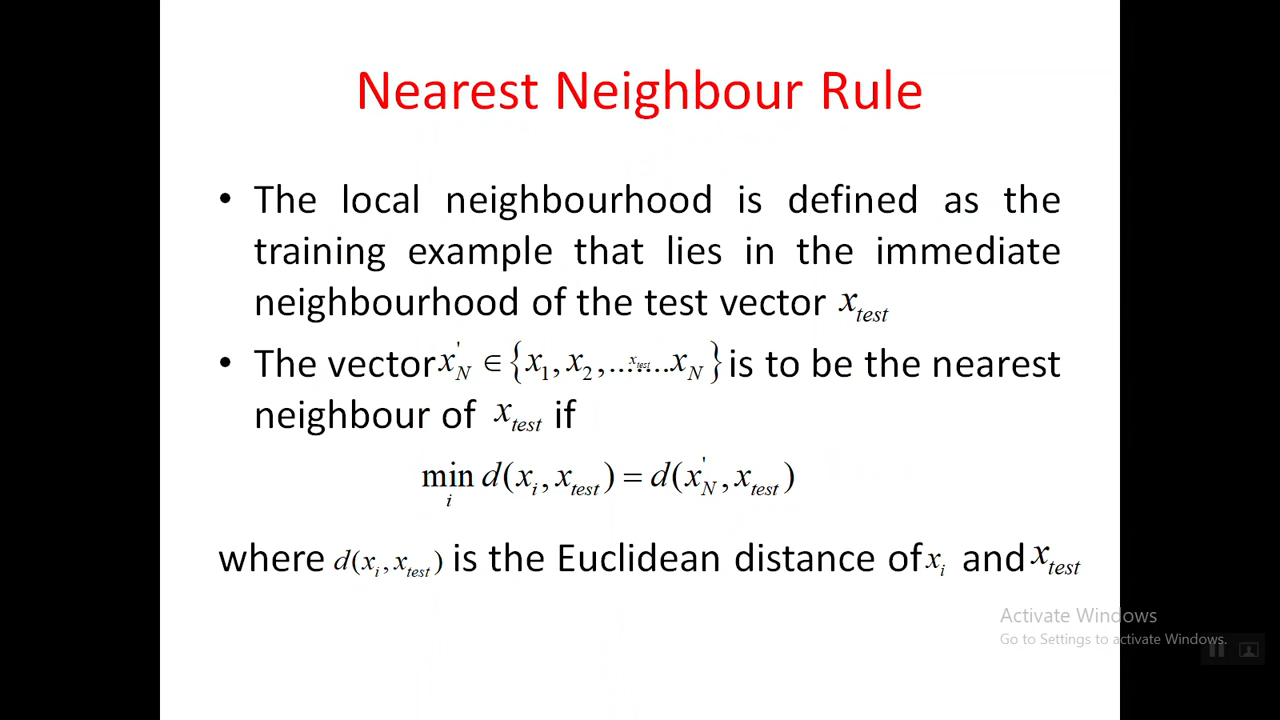 Nearest Neighbour Rule
• The local neighbourhood is defined as the
training example that lies in the immediate
neighbourhood of the test vector x_test
• The vector x'_N ∈ {x_1, x_2, ...x_test...x_N} is to be the nearest
neighbour of x_test if
min_i d(x_i, x_test) = d(x'_N, x_test)
where d(x_i, x_test) is the Euclidean distance of x_i and x_test
Activate Windows
Go to Settings to activate Windows.